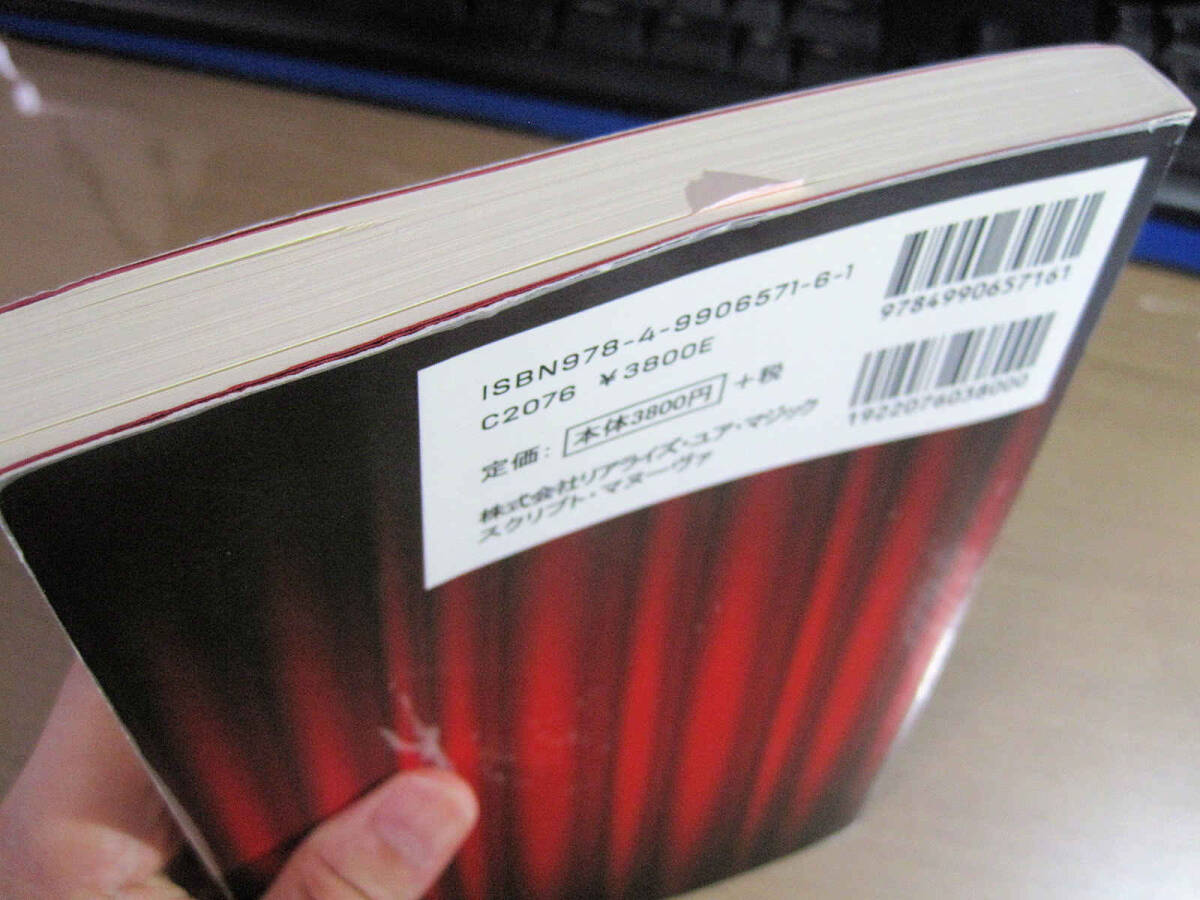 ISBN978-4-9906571-6-1
C2076 ¥3800E
定価:本体3800円+税
株式会社リアライズ・ユア・マジック
スクリプト・マヌーヴァ
9784990657161
1922076038000